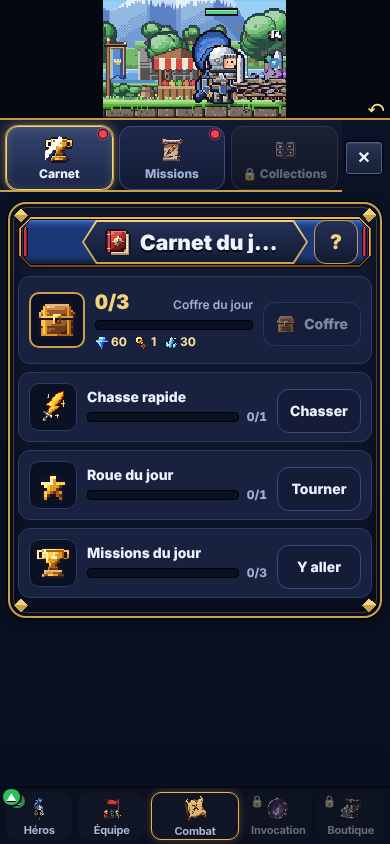 -14
Carnet
Missions
Collections
×
Carnet du j...
?
0/3
Coffre du jour
60
1
30
Coffre
Chasse rapide
0/1
Chasser
Roue du jour
0/1
Tourner
Missions du jour
0/3
Y aller
Héros
Équipe
Combat
Invocation
Boutique